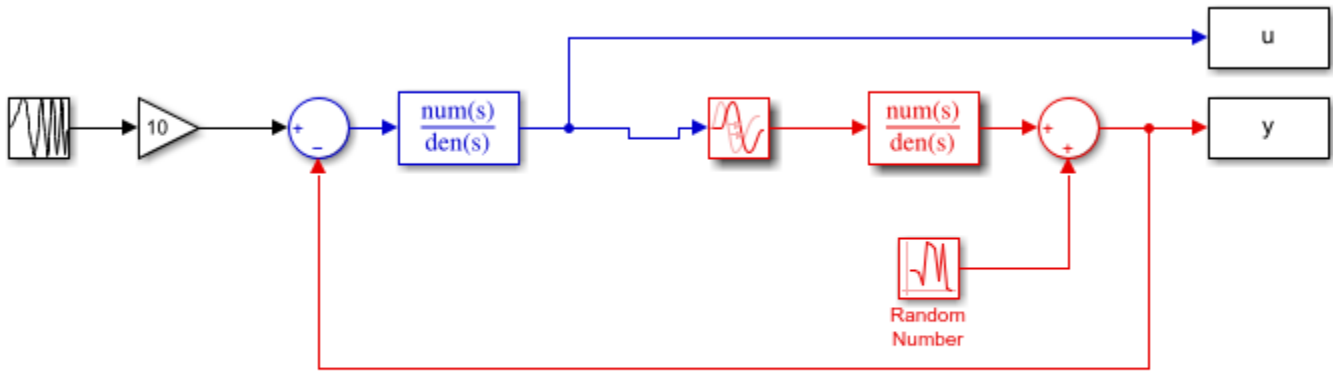 u
10
+
−
num(s)
den(s)
num(s)
den(s)
+
+
y
Random
Number